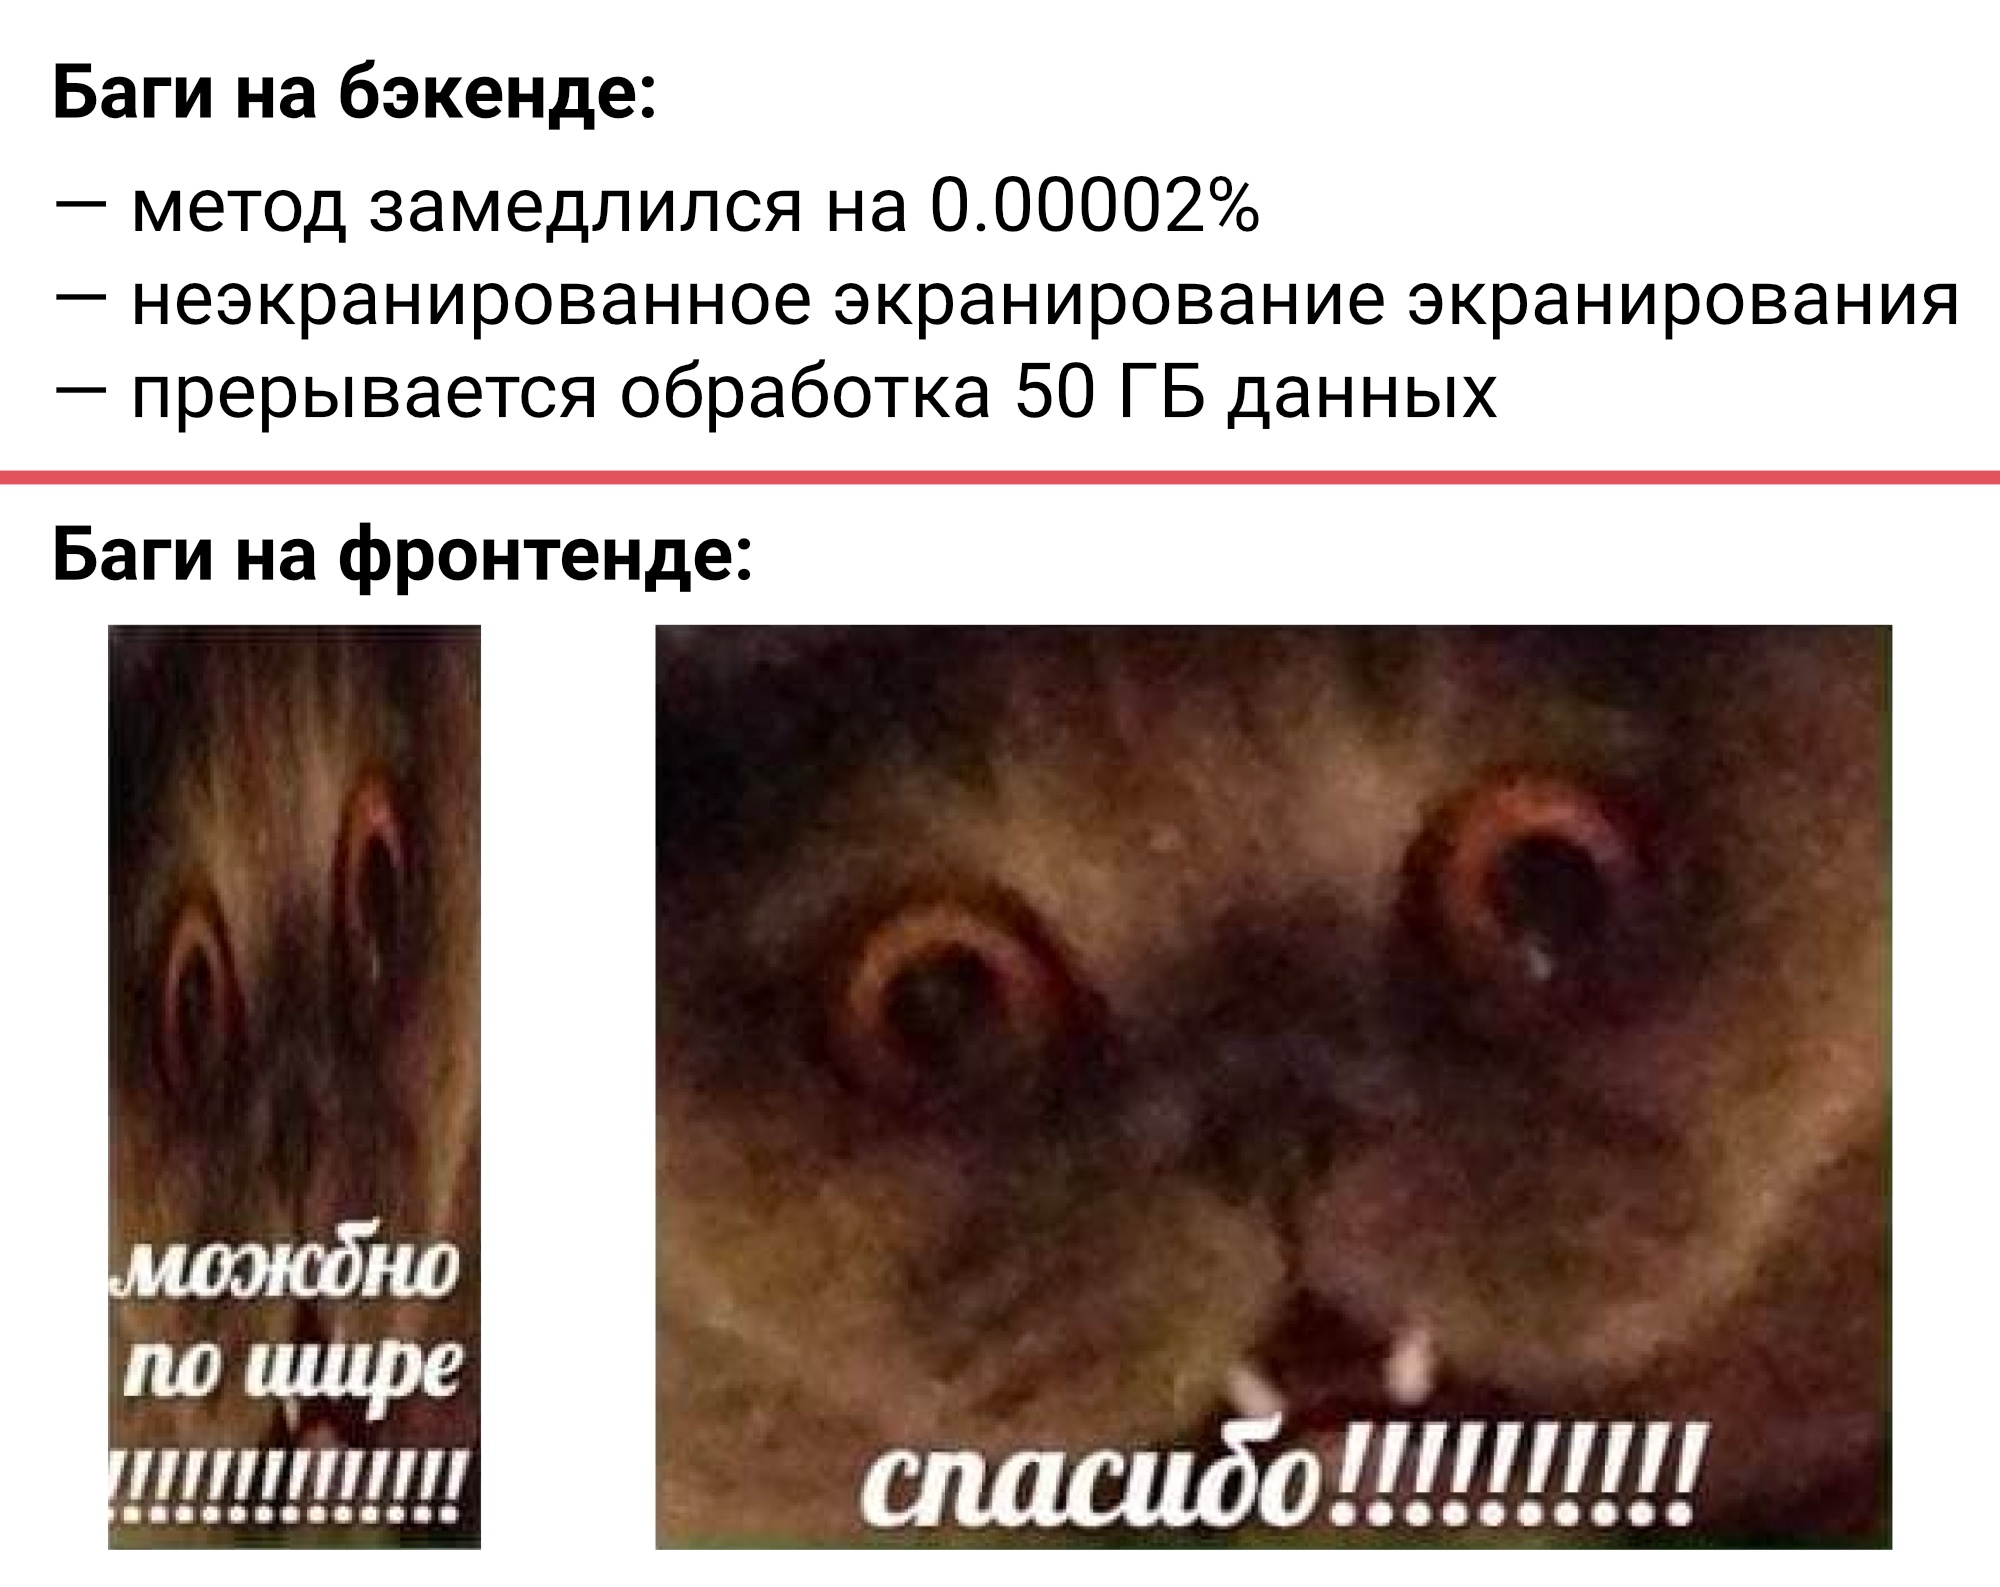 Баги на бэкенде:
— метод замедлился на 0.00002%
— неэкранированное экранирование экранирования
— прерывается обработка 50 ГБ данных
Баги на фронтенде:
можбно
по шире
!!!!!!!!!!!!!!
спасибо!!!!!!!!!!